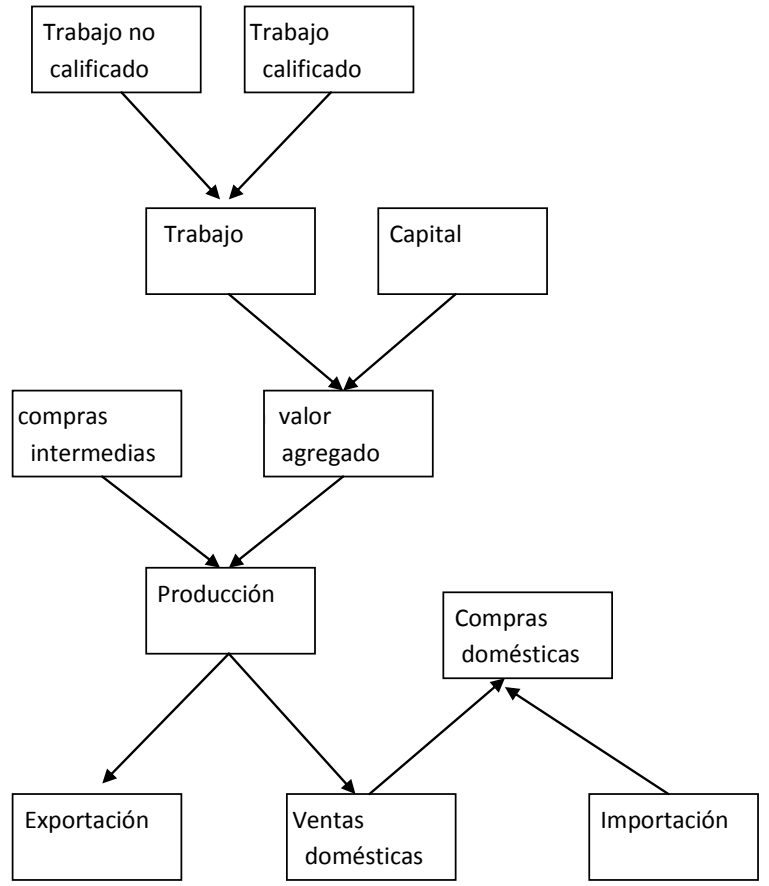 Trabajo no
calificado
Trabajo
calificado
Trabajo
Capital
compras
intermedias
valor
agregado
Producción
Compras
domésticas
Exportación
Ventas
domésticas
Importación